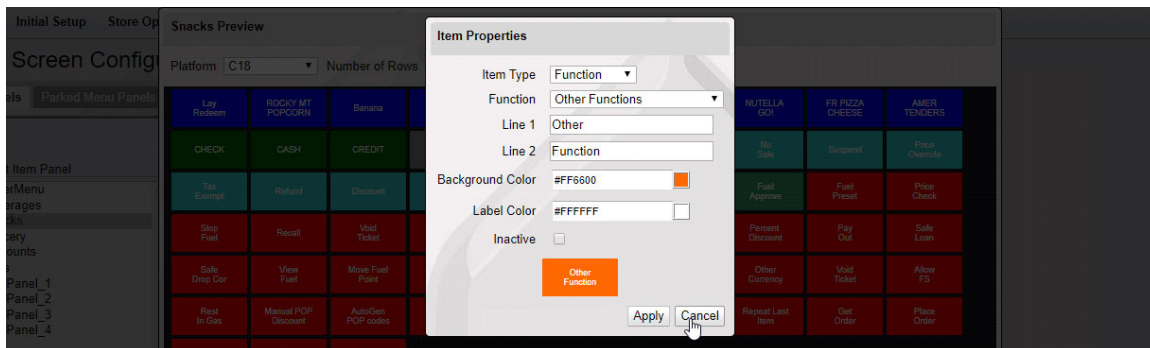 Initial Setup Store Op
Snacks Preview
Item Properties
Screen Configu
Platform C18 Number of Rows
Item Type Function
els Parked Menu Panels
Function Other Functions
Lay Redeem
ROCKY MT POPCORN
Banana
NUTELLA GO!
FR PIZZA CHEESE
AMER TENDERS
Line 1 Other
CHECK CASH CREDIT
No Sale
Suspend
Price Override
Line 2 Function
t Item Panel
erMenu
erages
cks
cery
ounts
s
Panel_1
Panel_2
Panel_3
Panel_4
Tax Exempt
Refund
Discount
Fuel Approve
Fuel Preset
Price Check
Background Color #FF6600
Label Color #FFFFFF
Stop Fuel
Recall
Void Ticket
Percent Discount
Pay Out
Safe Loan
Inactive
Safe Drop Cor
View Fuel
Move Fuel Point
Other Currency
Void Ticket
Allow FS
Other
Function
Rest In Gas
Manual POP Discount
AutoGen POP codes
Repeat Last Item
Get Order
Place Order
Apply Cancel